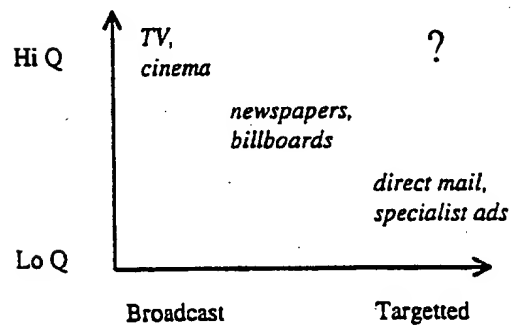 Hi Q
TV,
cinema
?
newspapers,
billboards
direct mail,
specialist ads
Lo Q
Broadcast
Targetted